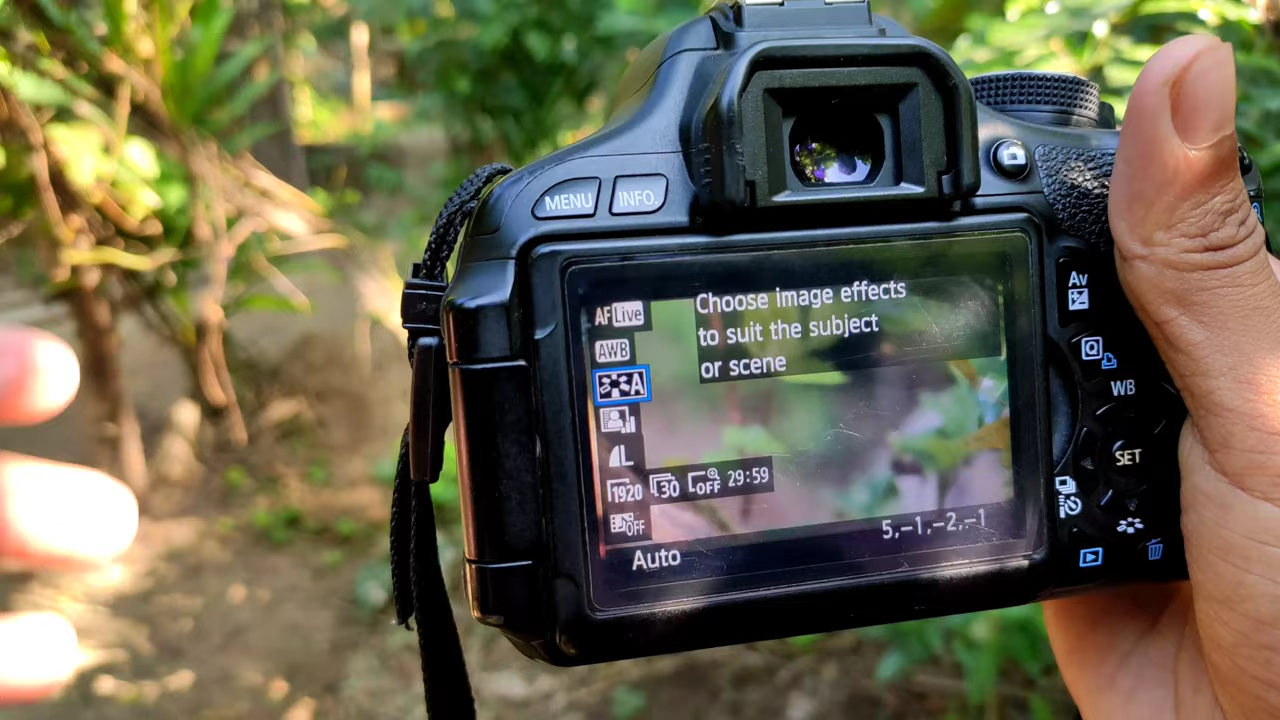 MENU INFO.
AF Live
Choose image effects
to suit the subject
or scene
AWB
A
L
1920 30 OFF 29:59
OFF
Auto
5,-1,-2,-1
Av
Q
WB
SET